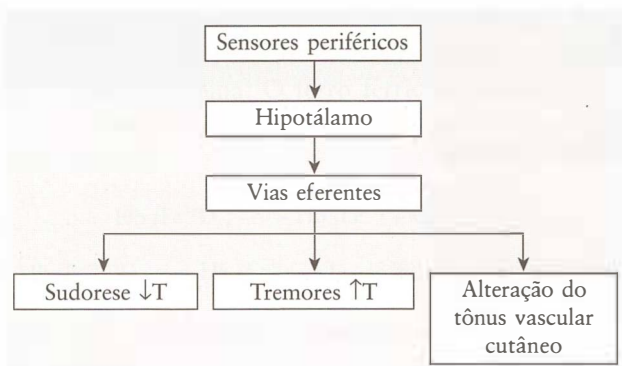 Sensores periféricos
Hipotálamo
Vias eferentes
Sudorese ↓T
Tremores ↑T
Alteração do
tônus vascular
cutâneo